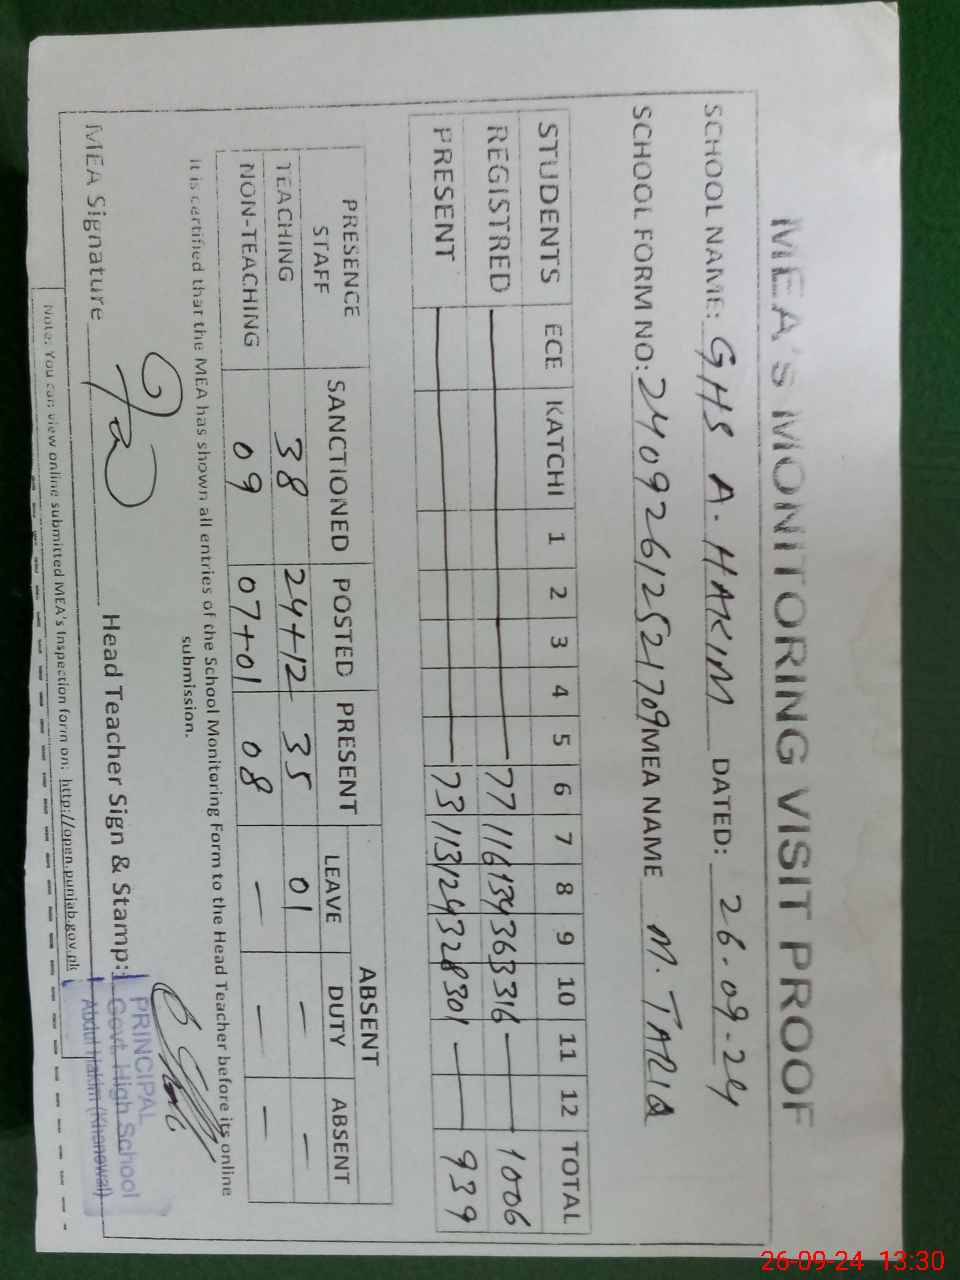 MEA'S MONITORING VISIT PROOF
SCHOOL NAME: GHS A. HAKIM DATED: 26-09-24
SCHOOL FORM NO: 24092612521709 MEA NAME M. TARIQ
STUDENTS ECE KATCHI 1 2 3 4 5 6 7 8 9 10 11 12 TOTAL
REGISTRED — 77 116 134 363 316 — 1006
PRESENT — 73 113 124 328 301 — 939
PRESENCE STAFF SANCTIONED POSTED PRESENT ABSENT
LEAVE DUTY ABSENT
TEACHING 38 24+12 35 01 — —
NON-TEACHING 09 07+01 08 — — —
It is certified that the MEA has shown all entries of the School Monitoring Form to the Head Teacher before its online
submission.
MEA Signature Head Teacher Sign & Stamp:
PRINCIPAL
Govt. High School
Abdul Hakim (Khanewal)
Note: You can view online submitted MEA's Inspection form on: http://open.punjab.gov.pk
26-09-24 13:30